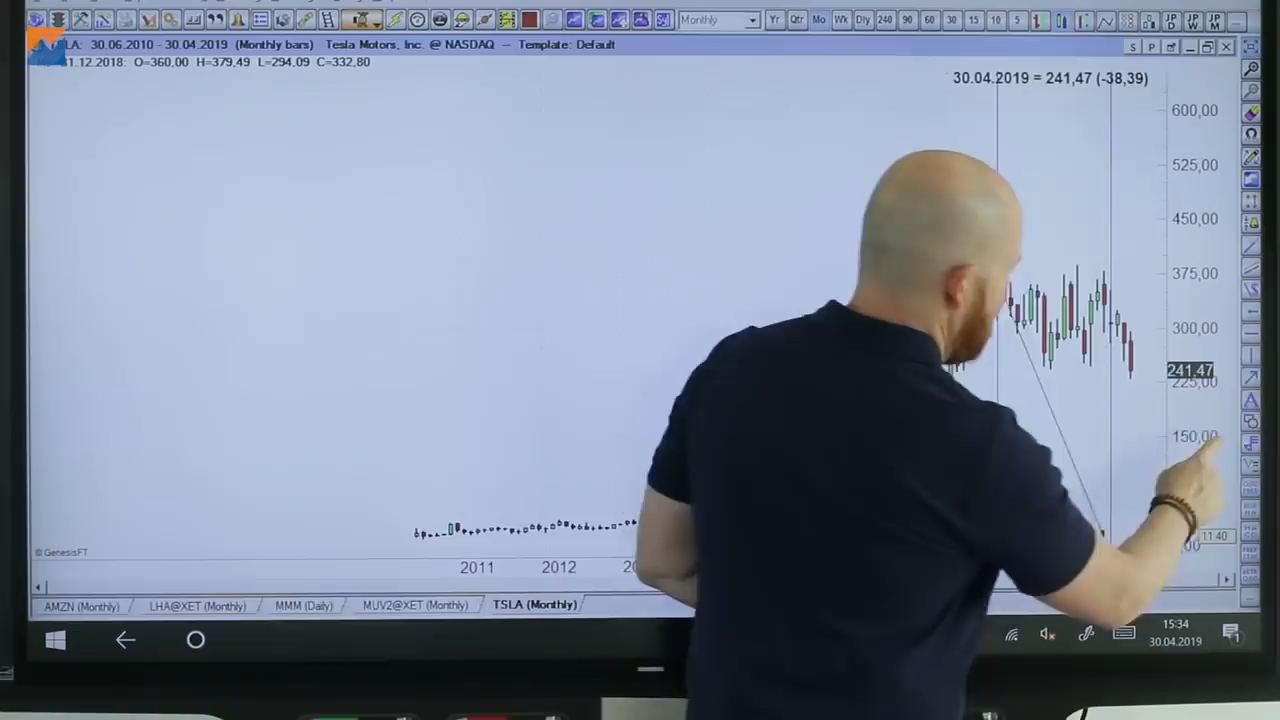 Monthly Yr Qtr Mo Wk Dly 240 90 60 30 15 10 5 JP D JP W JP M
30.06.2010 - 30.04.2019 (Monthly bars) Tesla Motors, Inc. @ NASDAQ – Template: Default S P
31.12.2018: O=360,00 H=379,49 L=294,09 C=332,80
30.04.2019 = 241,47 (-38,39)
600,00
525,00
450,00
375,00
300,00
241,47
225,00
150,00
11 40
© GenesisFT
2011 2012
AMZN (Monthly) LHA@XET (Monthly) MMM (Daily) MUV2@XET (Monthly) TSLA (Monthly)
15:34
30.04.2019
1